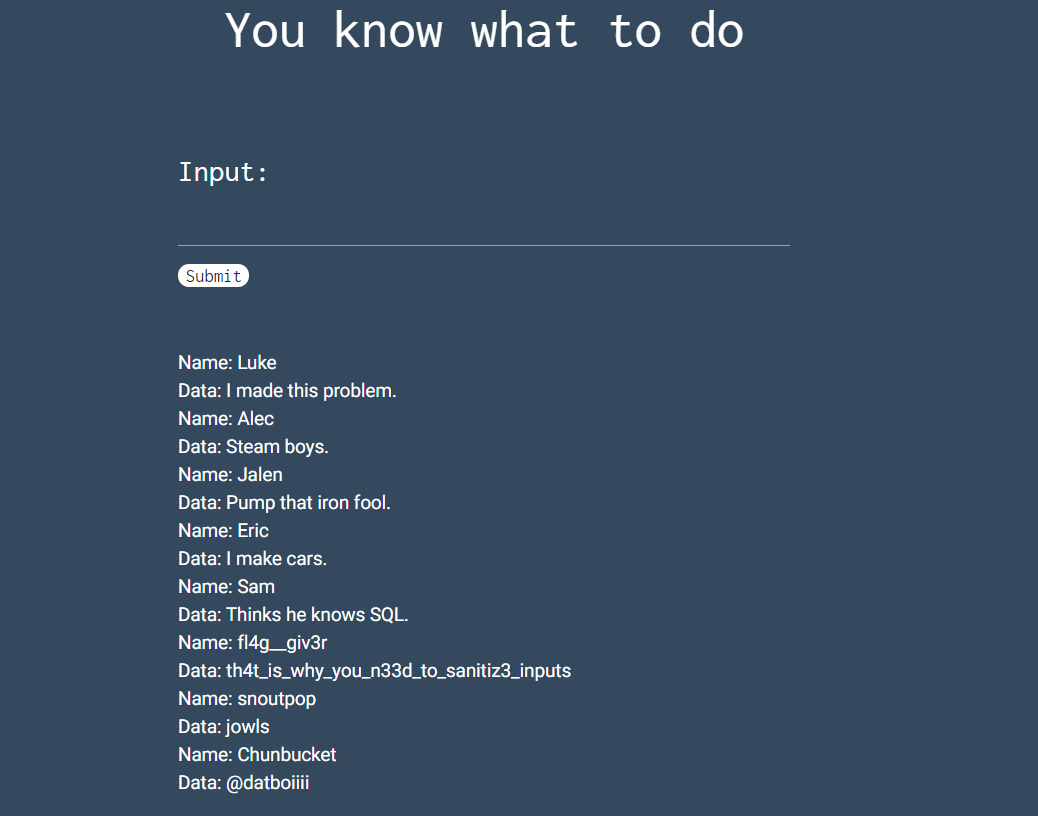 You know what to do
Input:
Submit
Name: Luke
Data: I made this problem.
Name: Alec
Data: Steam boys.
Name: Jalen
Data: Pump that iron fool.
Name: Eric
Data: I make cars.
Name: Sam
Data: Thinks he knows SQL.
Name: fl4g__giv3r
Data: th4t_is_why_you_n33d_to_sanitiz3_inputs
Name: snoutpop
Data: jowls
Name: Chunbucket
Data: @datboiiii